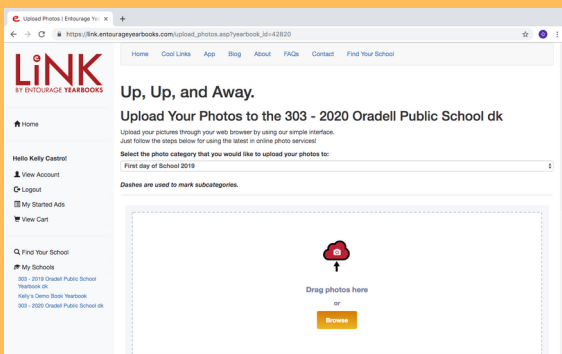 Upload Photos | Entourage Ye
https://link.entourageyearbooks.com/upload_photos.asp?yearbook_id=42820
LiNK
BY ENTOURAGE YEARBOOKS
Home
Hello Kelly Castro!
View Account
Logout
My Started Ads
View Cart
Find Your School
My Schools
303 - 2019 Oradell Public School
Yearbook dk
Kelly's Demo Book Yearbook
303 - 2020 Oradell Public School dk
Home Cool Links App Blog About FAQs Contact Find Your School
Up, Up, and Away.
Upload Your Photos to the 303 - 2020 Oradell Public School dk
Upload your pictures through your web browser by using our simple interface.
Just follow the steps below for using the latest in online photo services!
Select the photo category that you would like to upload your photos to:
First day of School 2019
Dashes are used to mark subcategories.
Drag photos here
or
Browse